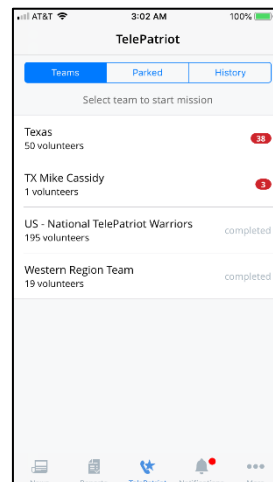 AT&T 3:02 AM 100%
TelePatriot
Teams Parked History
Select team to start mission
Texas
50 volunteers
38
TX Mike Cassidy
1 volunteers
3
US - National TelePatriot Warriors
195 volunteers
completed
Western Region Team
19 volunteers
completed